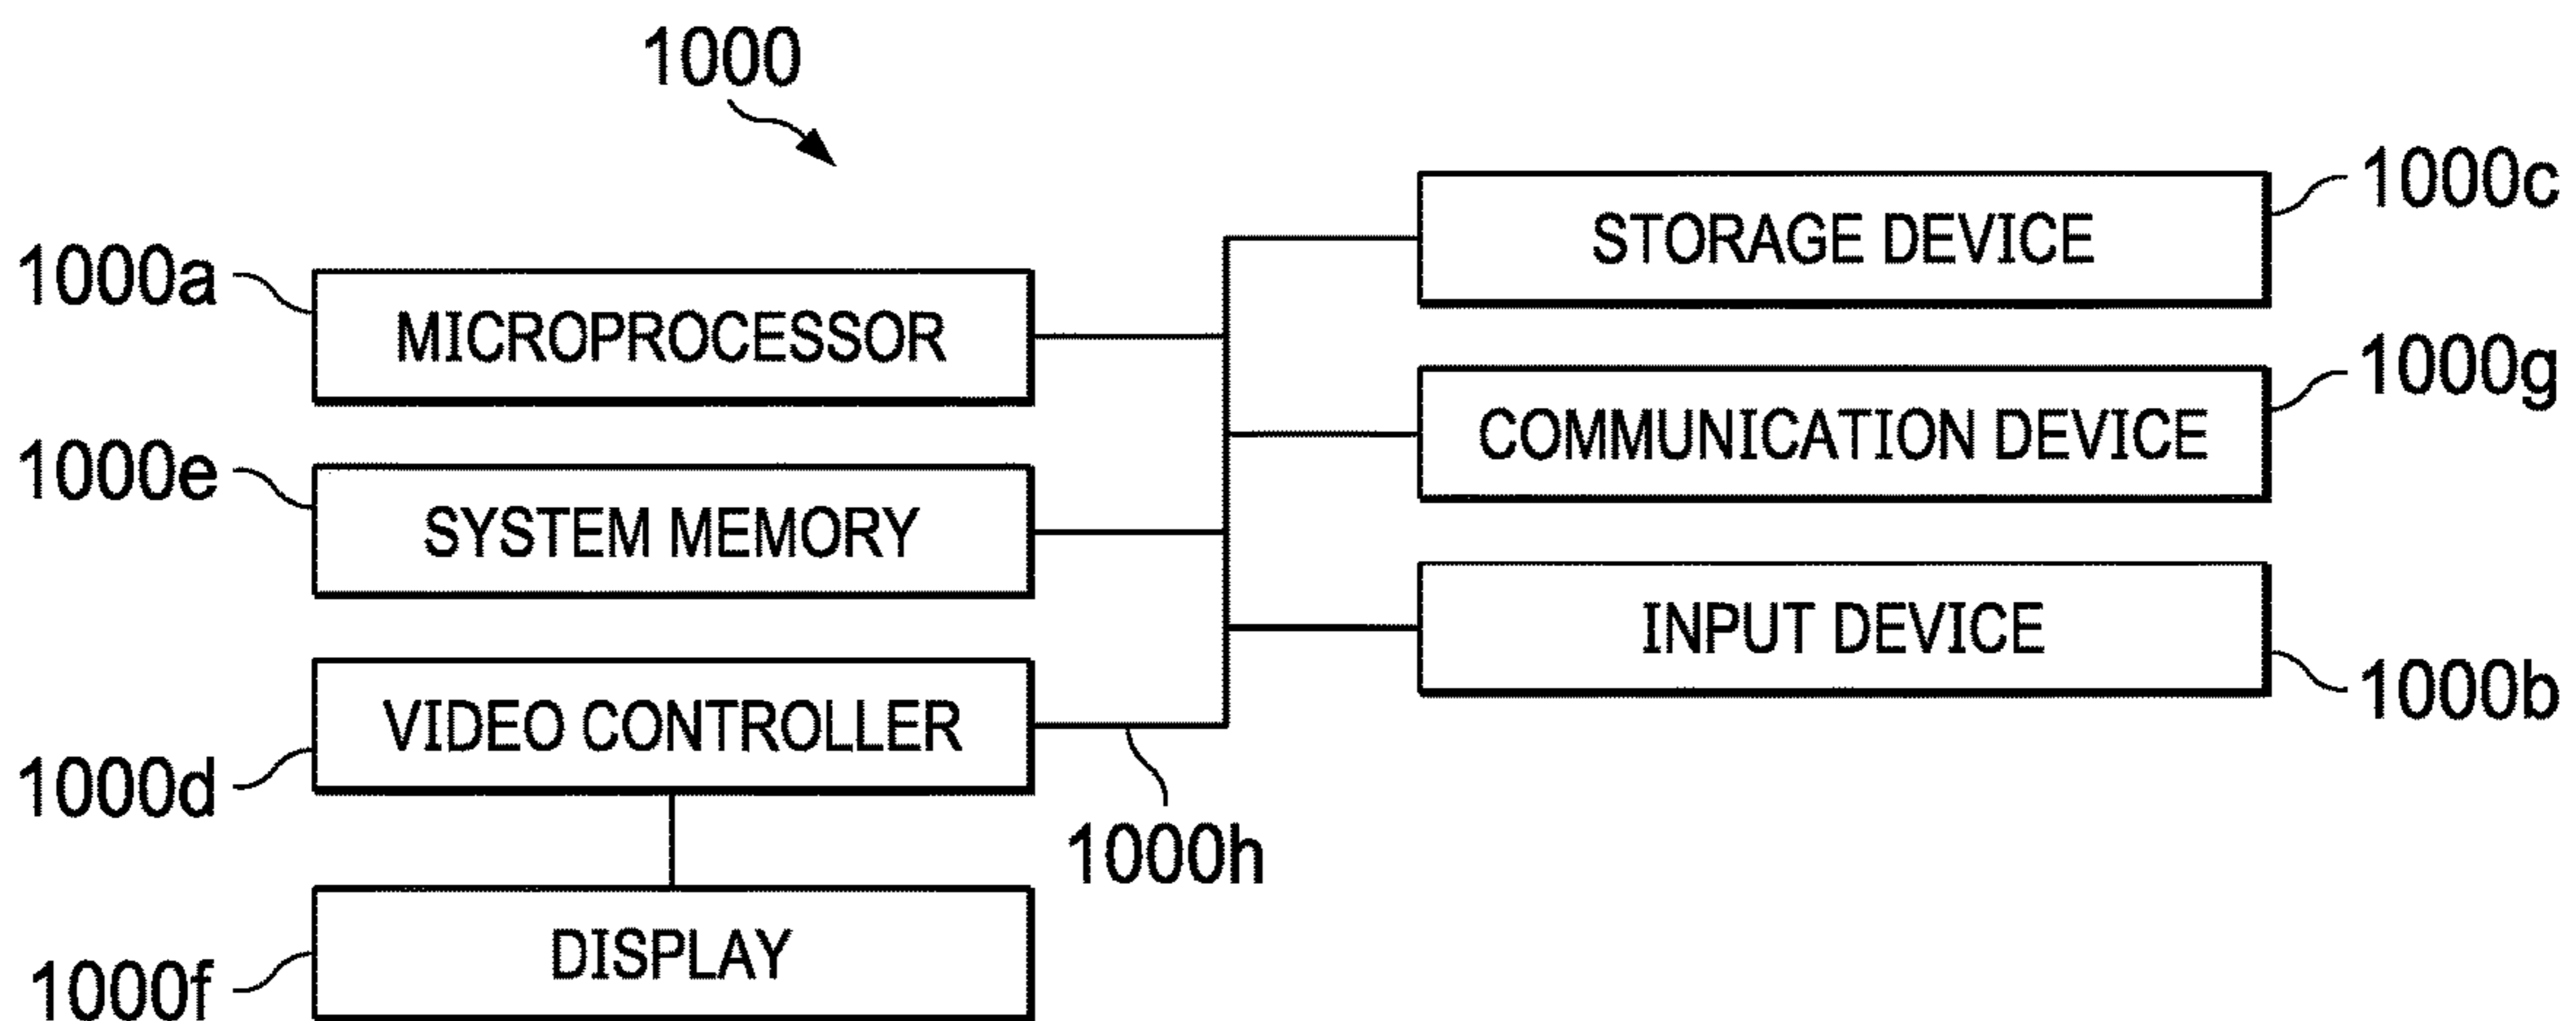 1000
1000a
MICROPROCESSOR
1000e
SYSTEM MEMORY
1000d
VIDEO CONTROLLER
1000f
DISPLAY
1000h
STORAGE DEVICE
1000c
COMMUNICATION DEVICE
1000g
INPUT DEVICE
1000b